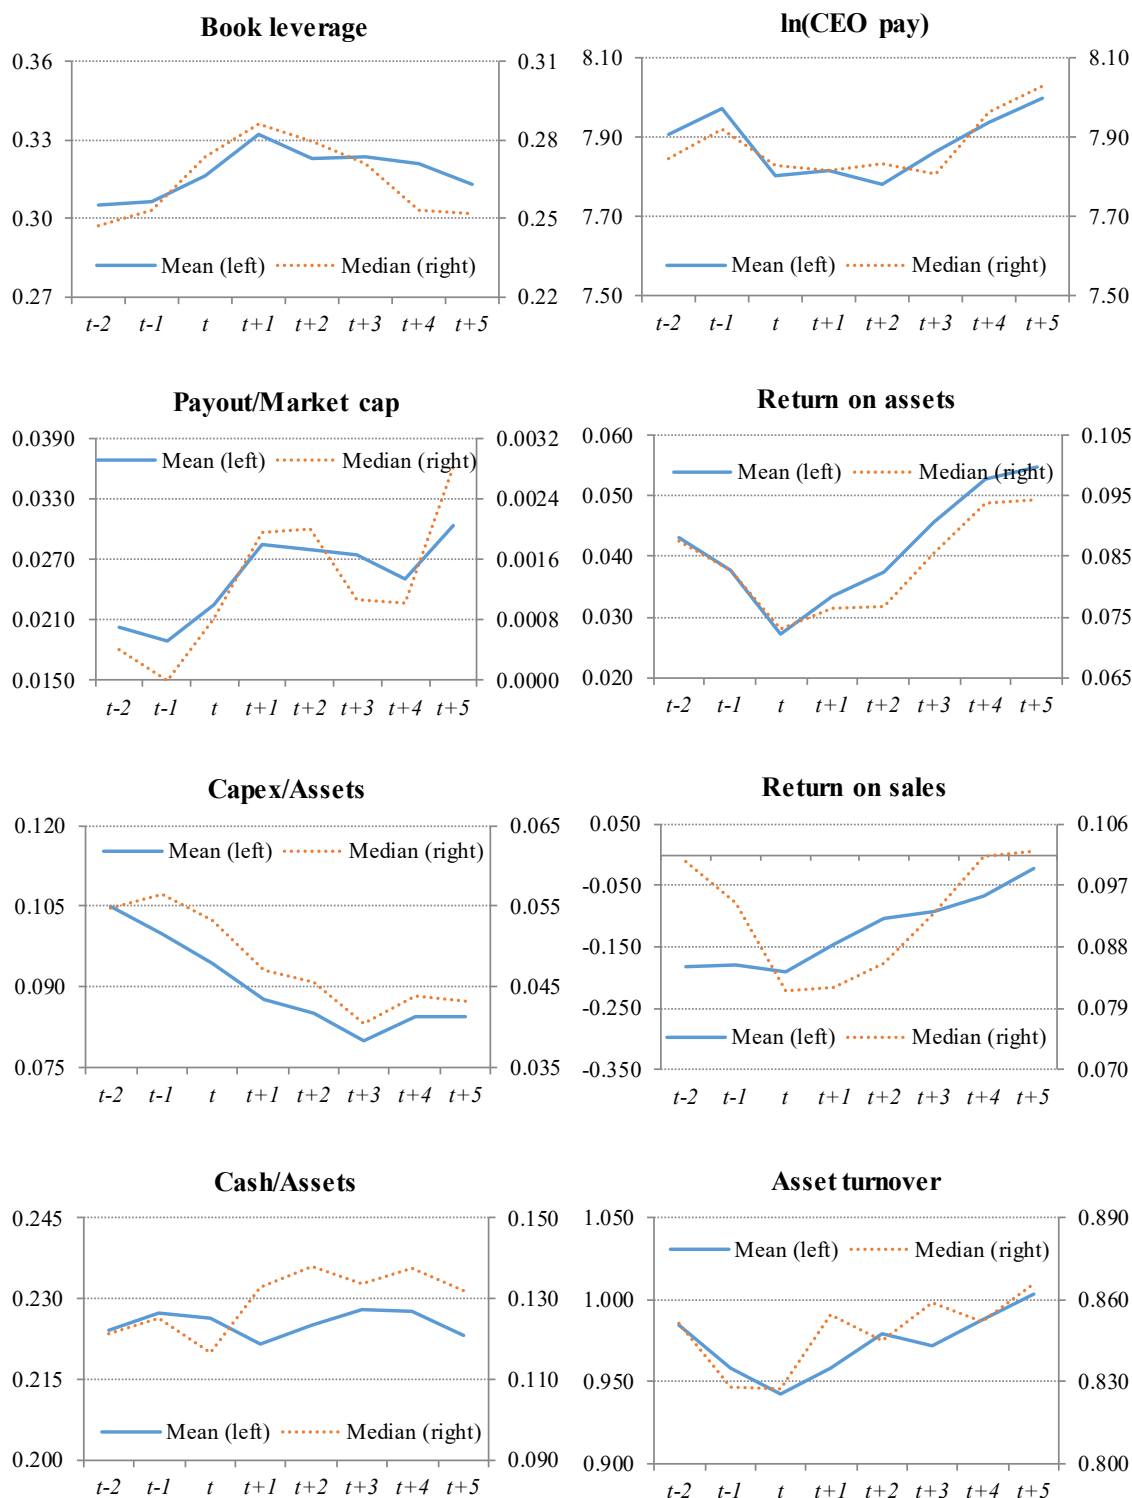 Book leverage
0.36
0.33
0.30
0.27
0.31
0.28
0.25
0.22
Mean (left) Median (right)
t-2 t-1 t t+1 t+2 t+3 t+4 t+5
ln(CEO pay)
8.10
7.90
7.70
7.50
8.10
7.90
7.70
7.50
Mean (left) Median (right)
t-2 t-1 t t+1 t+2 t+3 t+4 t+5
Payout/Market cap
0.0390
0.0330
0.0270
0.0210
0.0150
0.0032
0.0024
0.0016
0.0008
0.0000
Mean (left) Median (right)
t-2 t-1 t t+1 t+2 t+3 t+4 t+5
Return on assets
0.060
0.050
0.040
0.030
0.020
0.105
0.095
0.085
0.075
0.065
Mean (left) Median (right)
t-2 t-1 t t+1 t+2 t+3 t+4 t+5
Capex/Assets
0.120
0.105
0.090
0.075
0.065
0.055
0.045
0.035
Mean (left) Median (right)
t-2 t-1 t t+1 t+2 t+3 t+4 t+5
Return on sales
0.050
-0.050
-0.150
-0.250
-0.350
0.106
0.097
0.088
0.079
0.070
Mean (left) Median (right)
t-2 t-1 t t+1 t+2 t+3 t+4 t+5
Cash/Assets
0.245
0.230
0.215
0.200
0.150
0.130
0.110
0.090
Mean (left) Median (right)
t-2 t-1 t t+1 t+2 t+3 t+4 t+5
Asset turnover
1.050
1.000
0.950
0.900
0.890
0.860
0.830
0.800
Mean (left) Median (right)
t-2 t-1 t t+1 t+2 t+3 t+4 t+5